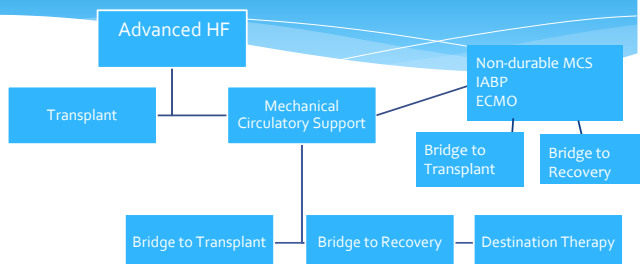 Advanced HF
Non-durable MCS
IABP
ECMO
Transplant
Mechanical
Circulatory Support
Bridge to
Transplant
Bridge to
Recovery
Bridge to Transplant
Bridge to Recovery
Destination Therapy